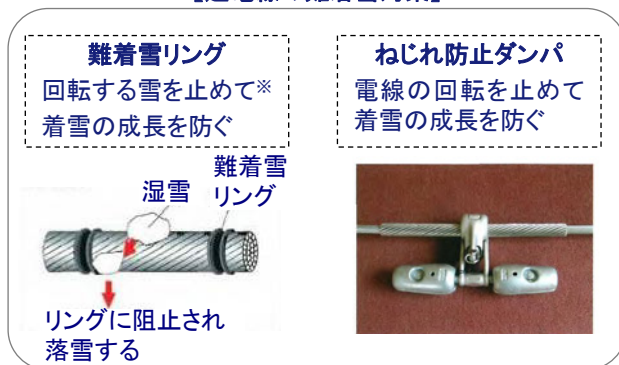 難着雪リング
回転する雪を止めて※
着雪の成長を防ぐ
ねじれ防止ダンパ
電線の回転を止めて
着雪の成長を防ぐ
難着雪
リング
湿雪
リングに阻止され
落雪する